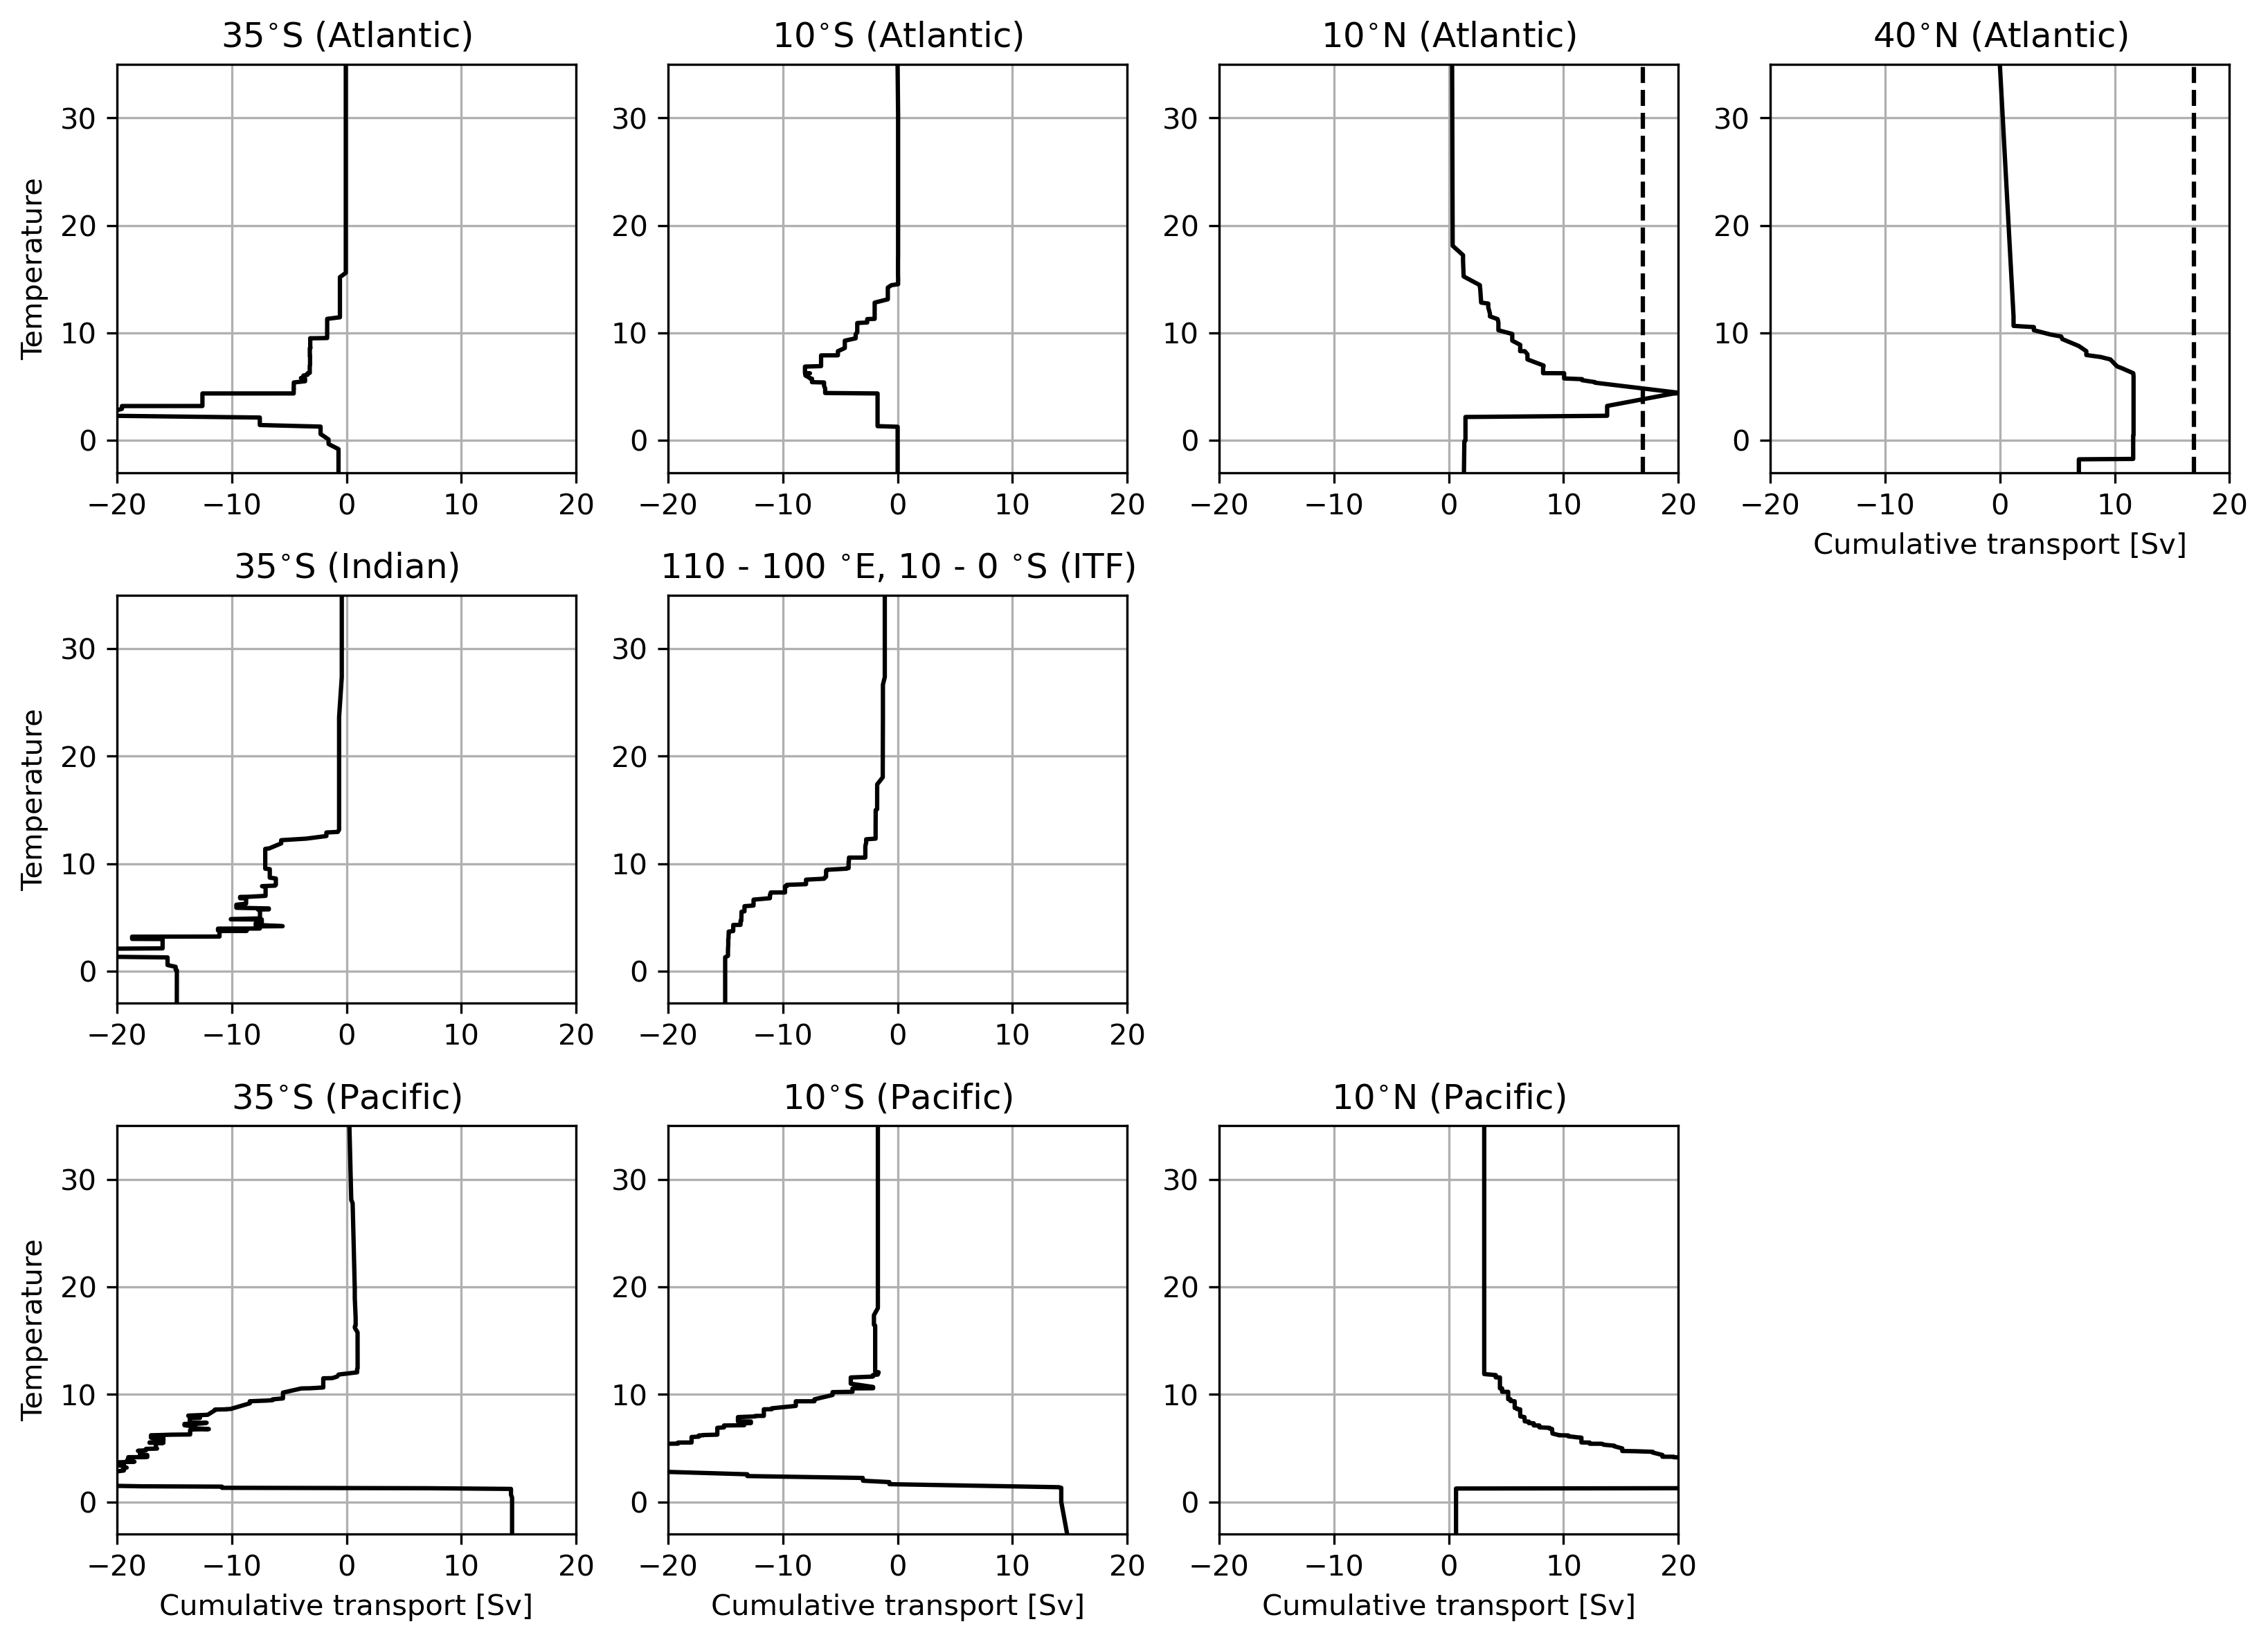 35°S (Atlantic)
10°S (Atlantic)
10°N (Atlantic)
40°N (Atlantic)
Temperature
30
20
10
0
−20 −10 0 10 20
30
20
10
0
−20 −10 0 10 20
30
20
10
0
−20 −10 0 10 20
30
20
10
0
−20 −10 0 10 20
Cumulative transport [Sv]
35°S (Indian)
110 - 100 °E, 10 - 0 °S (ITF)
Temperature
30
20
10
0
−20 −10 0 10 20
30
20
10
0
−20 −10 0 10 20
35°S (Pacific)
10°S (Pacific)
10°N (Pacific)
Temperature
30
20
10
0
−20 −10 0 10 20
Cumulative transport [Sv]
30
20
10
0
−20 −10 0 10 20
Cumulative transport [Sv]
30
20
10
0
−20 −10 0 10 20
Cumulative transport [Sv]